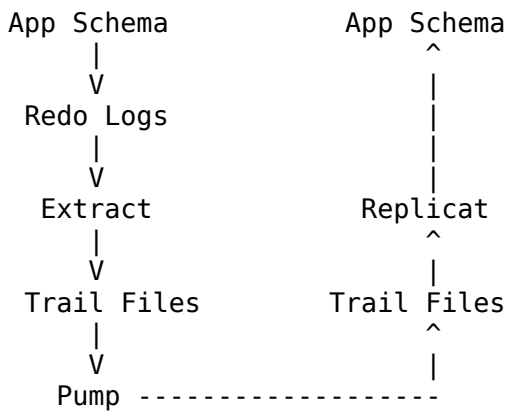 App Schema App Schema
Redo Logs
Extract Replicat
Trail Files Trail Files
Pump